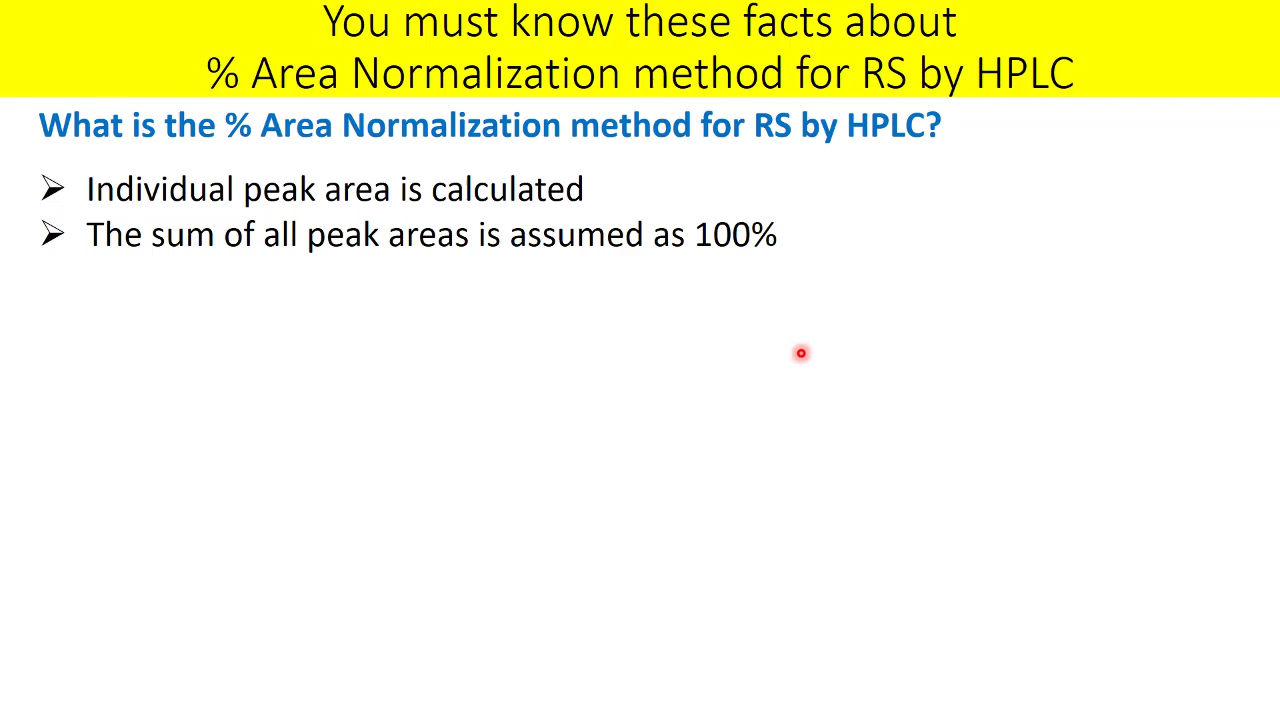 You must know these facts about
% Area Normalization method for RS by HPLC
What is the % Area Normalization method for RS by HPLC?
➢ Individual peak area is calculated
➢ The sum of all peak areas is assumed as 100%